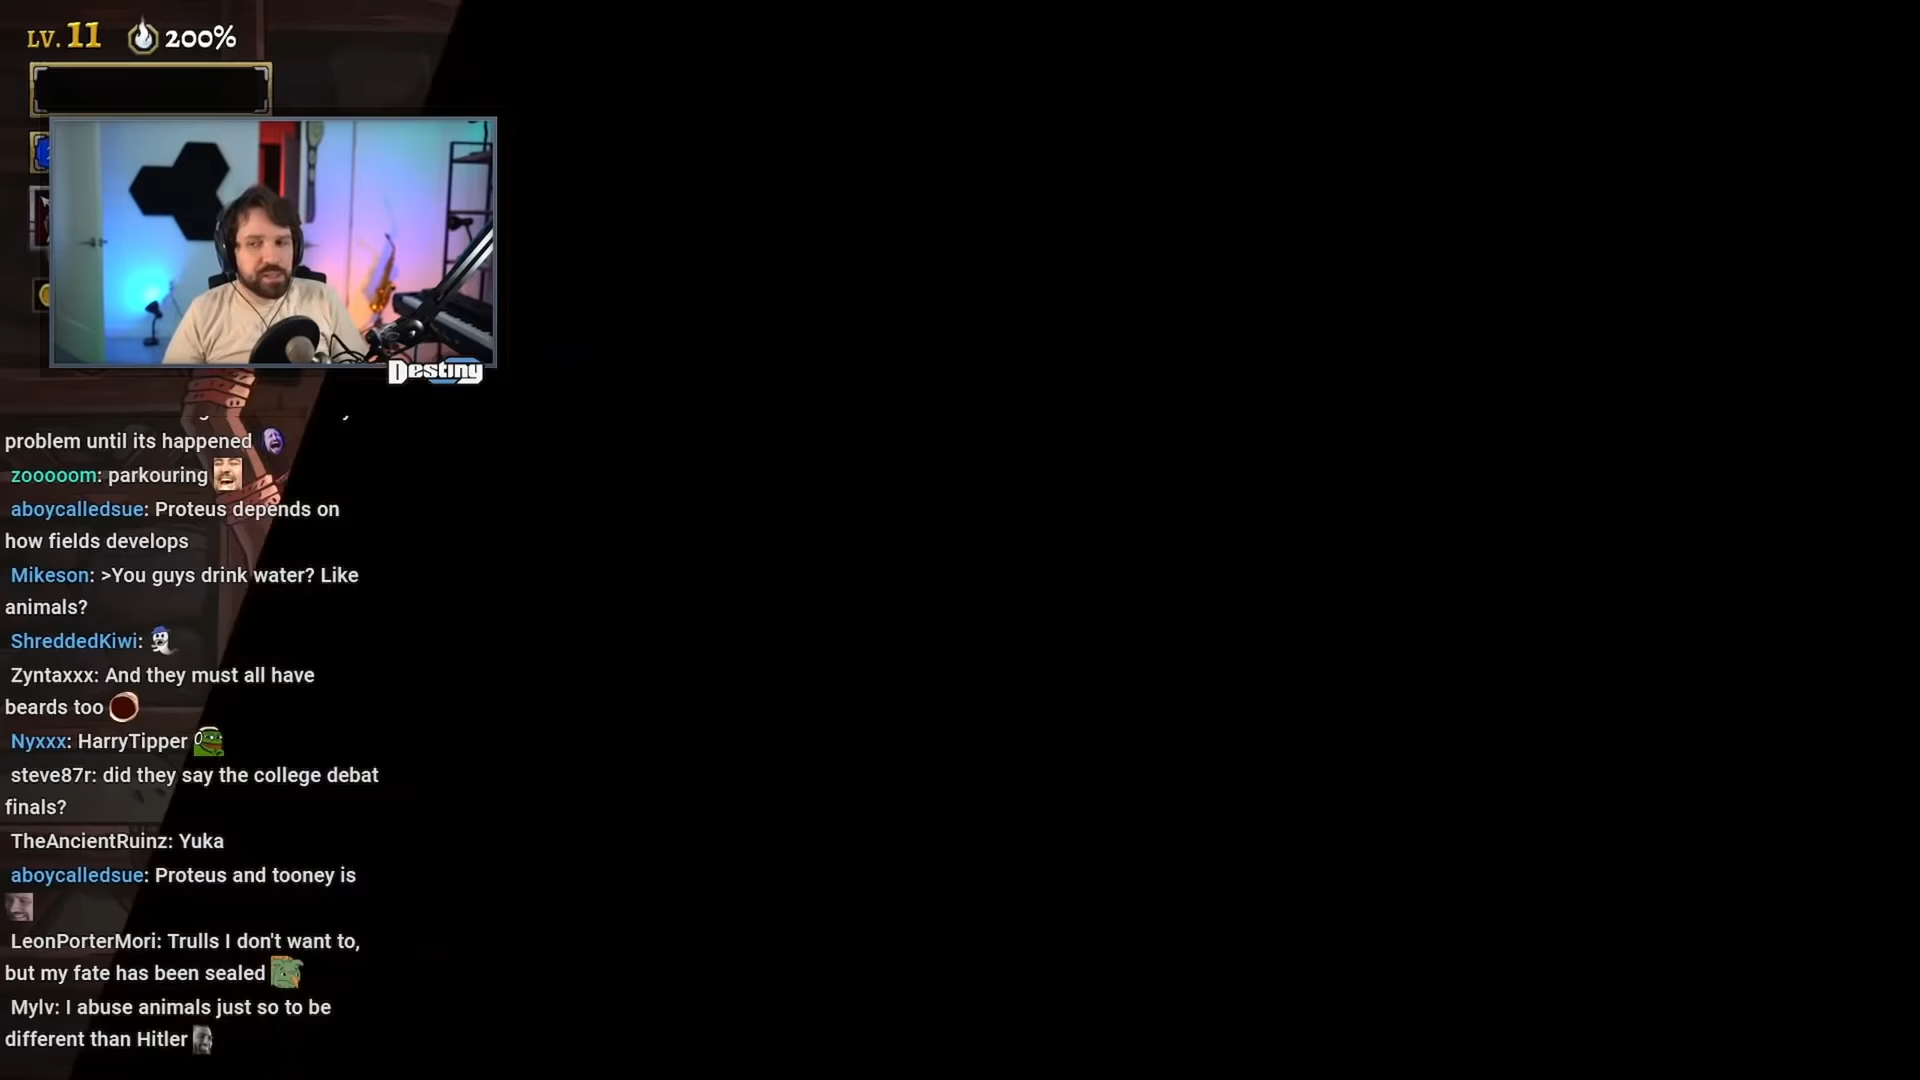 LV. 11 200%
Destiny
problem until its happened
zooooom: parkouring
aboycalledsue: Proteus depends on
how fields develops
Mikeson: >You guys drink water? Like
animals?
ShreddedKiwi:
Zyntaxxx: And they must all have
beards too
Nyxxx: HarryTipper
steve87r: did they say the college debat
finals?
TheAncientRuinz: Yuka
aboycalledsue: Proteus and tooney is
LeonPorterMori: Trulls I don't want to,
but my fate has been sealed
Mylv: I abuse animals just so to be
different than Hitler